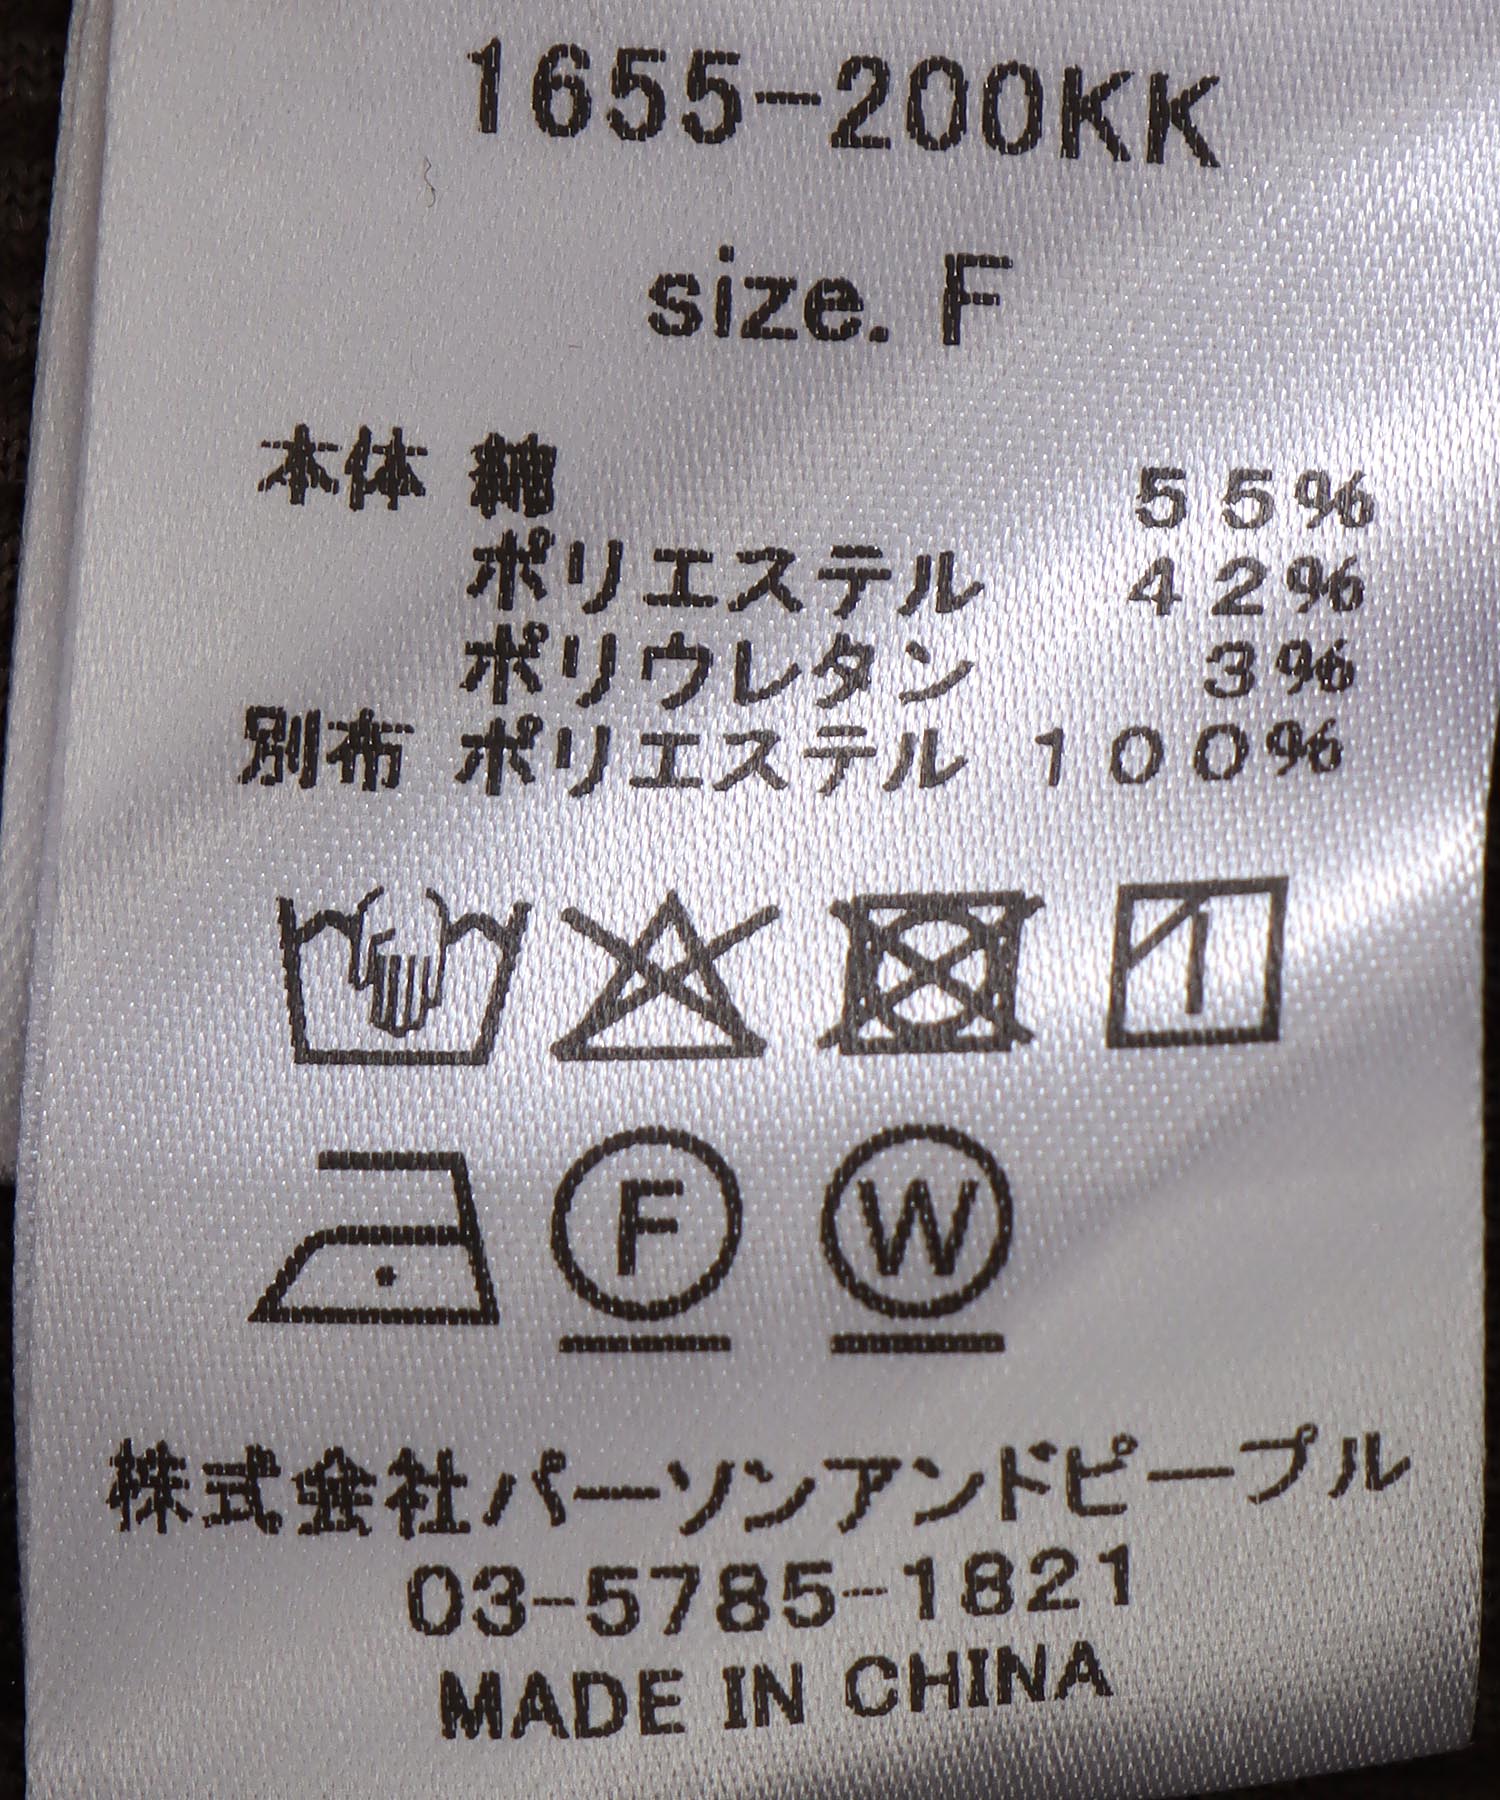 1655-200KK
size. F
本体 綿 55%
ポリエステル 42%
ポリウレタン 3%
別布 ポリエステル 100%
F W
株式会社パーソンアンドピープル
03-5785-1821
MADE IN CHINA